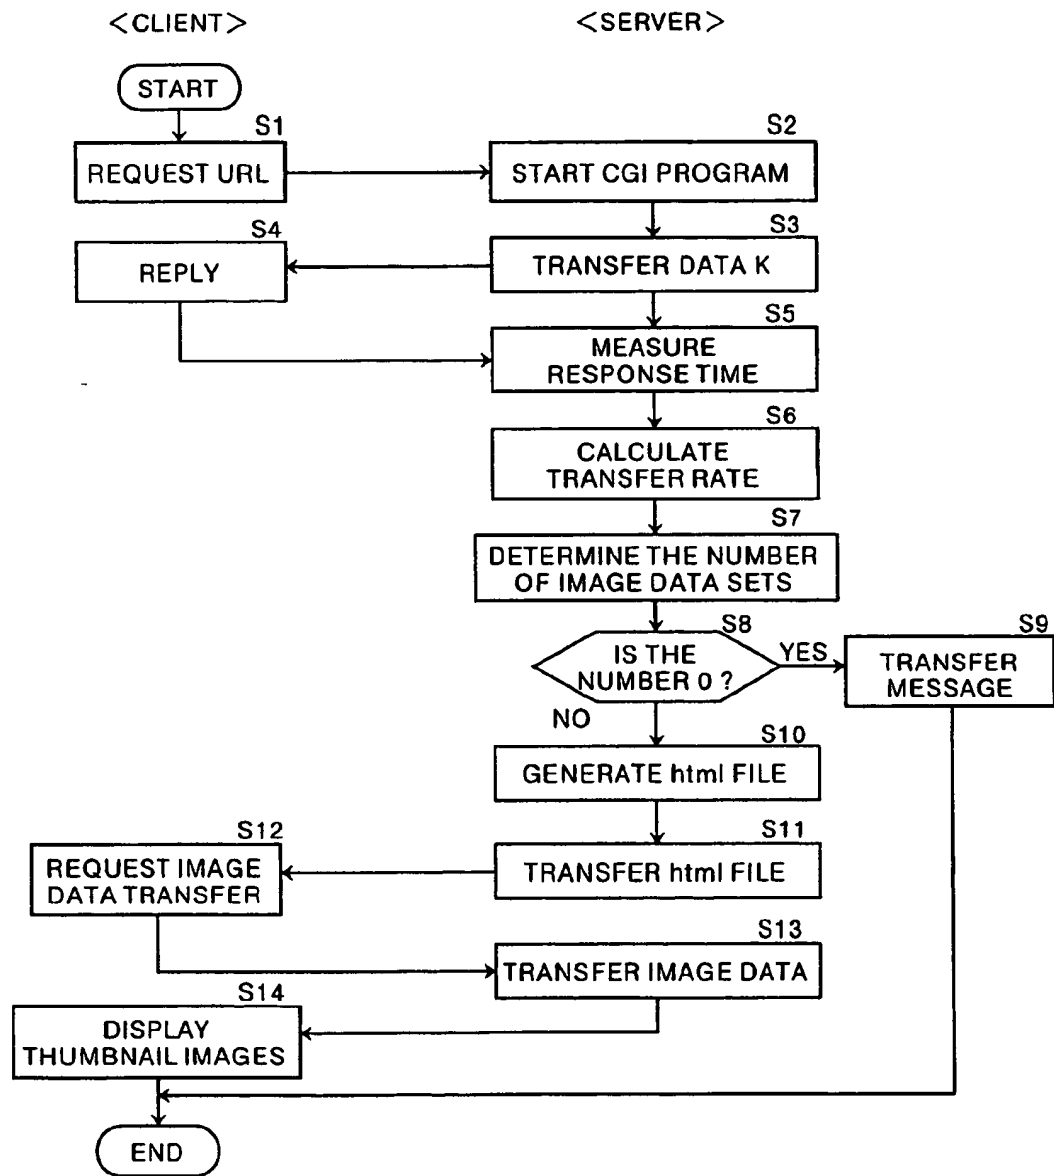 <CLIENT>
<SERVER>
START
S1
REQUEST URL
S2
START CGI PROGRAM
S3
TRANSFER DATA K
S4
REPLY
S5
MEASURE
RESPONSE TIME
S6
CALCULATE
TRANSFER RATE
S7
DETERMINE THE NUMBER
OF IMAGE DATA SETS
S8
IS THE
NUMBER 0 ?
YES
NO
S9
TRANSFER
MESSAGE
S10
GENERATE html FILE
S11
TRANSFER html FILE
S12
REQUEST IMAGE
DATA TRANSFER
S13
TRANSFER IMAGE DATA
S14
DISPLAY
THUMBNAIL IMAGES
END